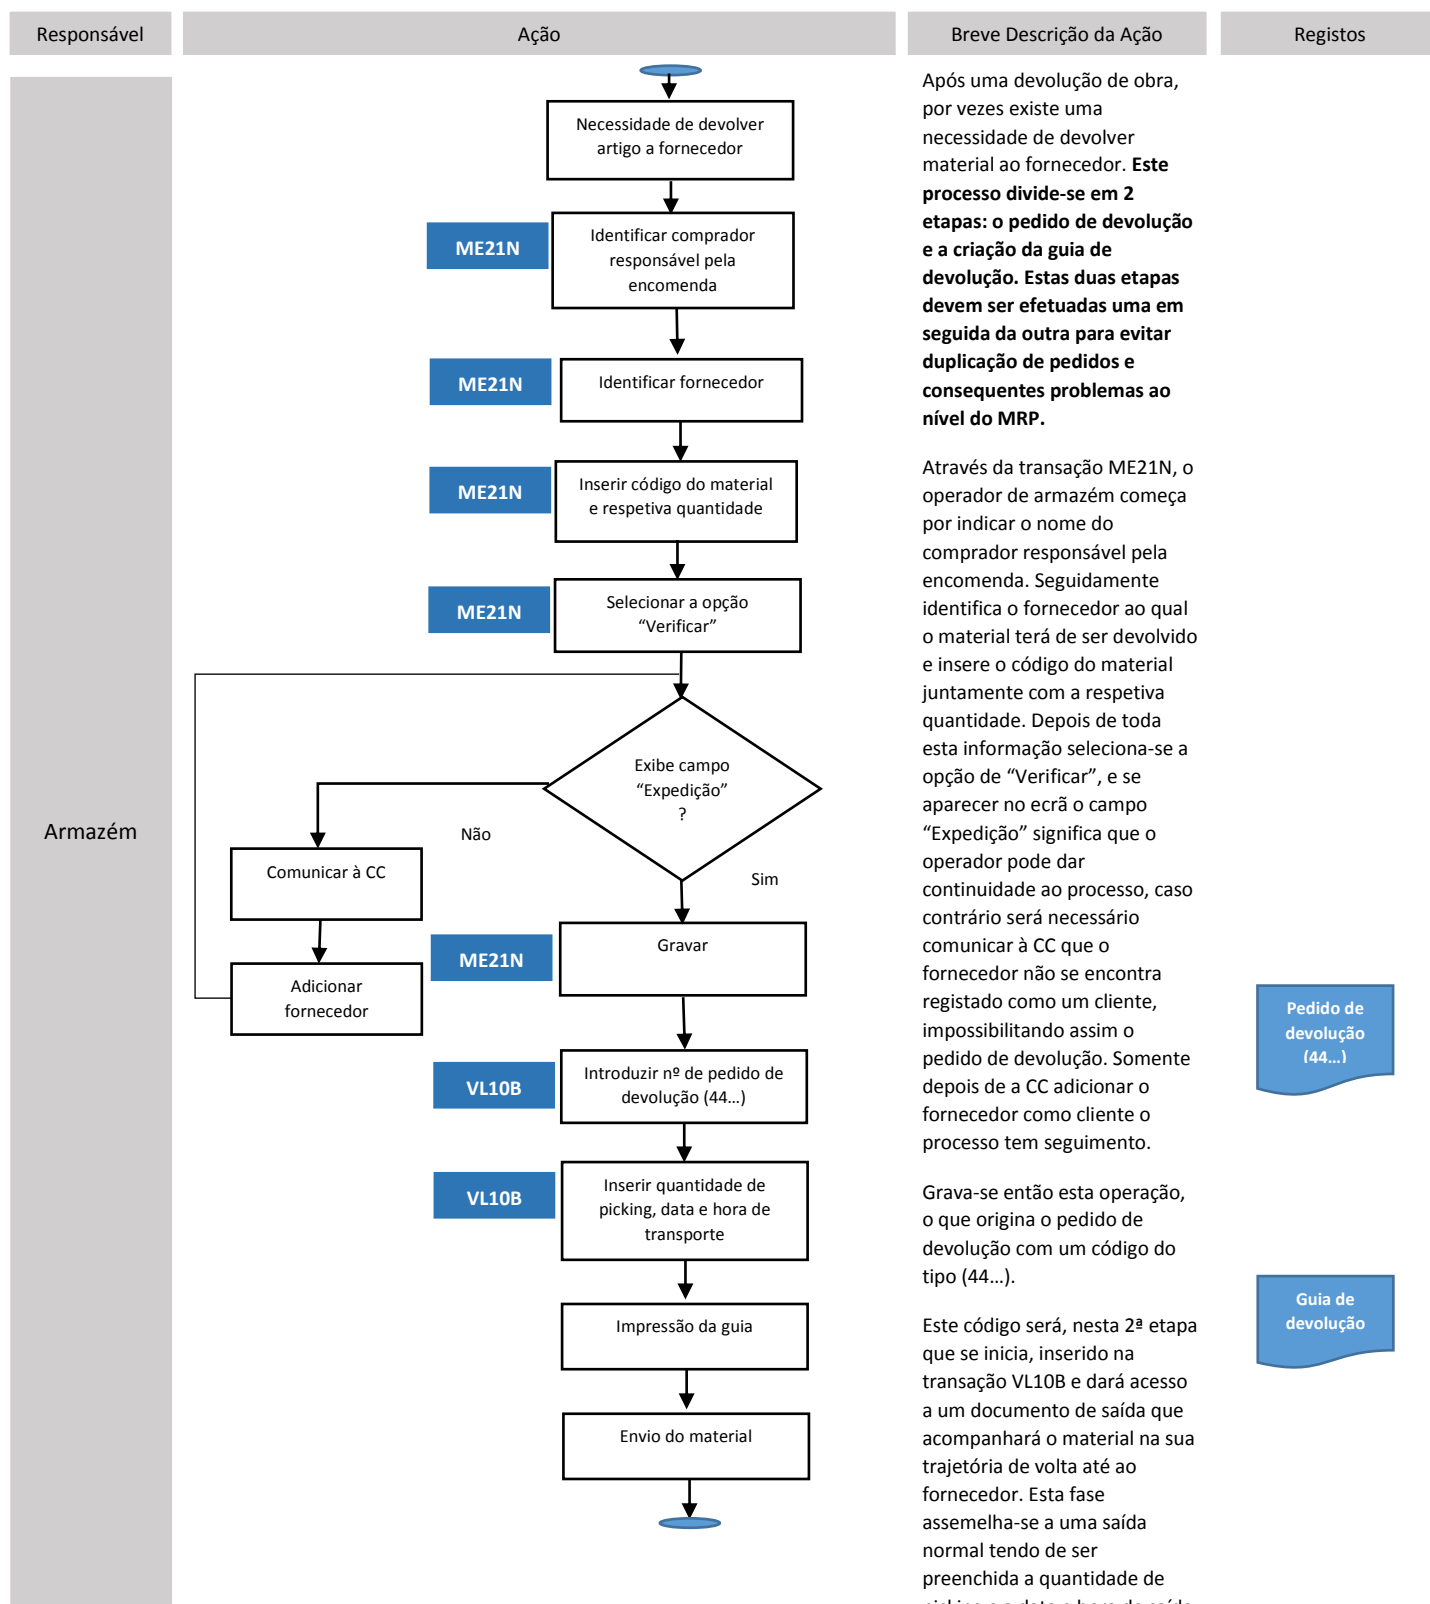 Responsável
Ação
Breve Descrição da Ação
Registos
Armazém
Necessidade de devolver
artigo a fornecedor
ME21N
Identificar comprador
responsável pela
encomenda
ME21N
Identificar fornecedor
ME21N
Inserir código do material
e respetiva quantidade
ME21N
Selecionar a opção
“Verificar”
Exibe campo
“Expedição”
?
Não
Sim
Comunicar à CC
Adicionar
fornecedor
ME21N
Gravar
VL10B
Introduzir nº de pedido de
devolução (44…)
VL10B
Inserir quantidade de
picking, data e hora de
transporte
Impressão da guia
Envio do material
Após uma devolução de obra,
por vezes existe uma
necessidade de devolver
material ao fornecedor. Este
processo divide-se em 2
etapas: o pedido de devolução
e a criação da guia de
devolução. Estas duas etapas
devem ser efetuadas uma em
seguida da outra para evitar
duplicação de pedidos e
consequentes problemas ao
nível do MRP.
Através da transação ME21N, o
operador de armazém começa
por indicar o nome do
comprador responsável pela
encomenda. Seguidamente
identifica o fornecedor ao qual
o material terá de ser devolvido
e insere o código do material
juntamente com a respetiva
quantidade. Depois de toda
esta informação seleciona-se a
opção de “Verificar”, e se
aparecer no ecrã o campo
“Expedição” significa que o
operador pode dar
continuidade ao processo, caso
contrário será necessário
comunicar à CC que o
fornecedor não se encontra
registado como um cliente,
impossibilitando assim o
pedido de devolução. Somente
depois de a CC adicionar o
fornecedor como cliente o
processo tem seguimento.
Grava-se então esta operação,
o que origina o pedido de
devolução com um código do
tipo (44…).
Este código será, nesta 2ª etapa
que se inicia, inserido na
transação VL10B e dará acesso
a um documento de saída que
acompanhará o material na sua
trajetória de volta até ao
fornecedor. Esta fase
assemelha-se a uma saída
normal tendo de ser
preenchida a quantidade de
picking e a data e hora de saída
Pedido de
devolução
(44…)
Guia de
devolução